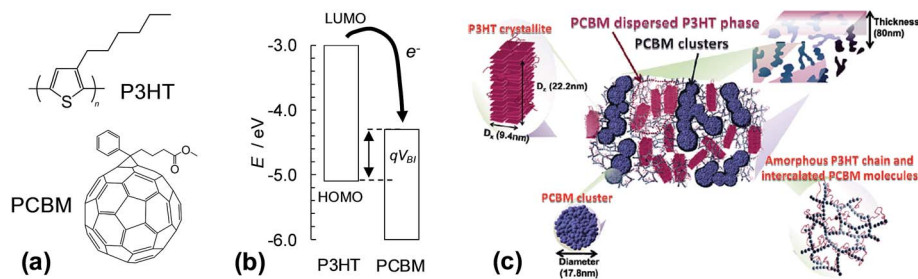 P3HT
S
n
O
O
PCBM
(a)
LUMO
e-
-3.0
-4.0
E / eV
-5.0
-6.0
qVBI
HOMO
P3HT
PCBM
(b)
P3HT crystallite
PCBM dispersed P3HT phase
PCBM clusters
Thickness
(80nm)
Dc (22.2nm)
Dx (9.4nm)
Amorphous P3HT chain and
intercalated PCBM molecules
PCBM cluster
Diameter
(17.8nm)
(c)